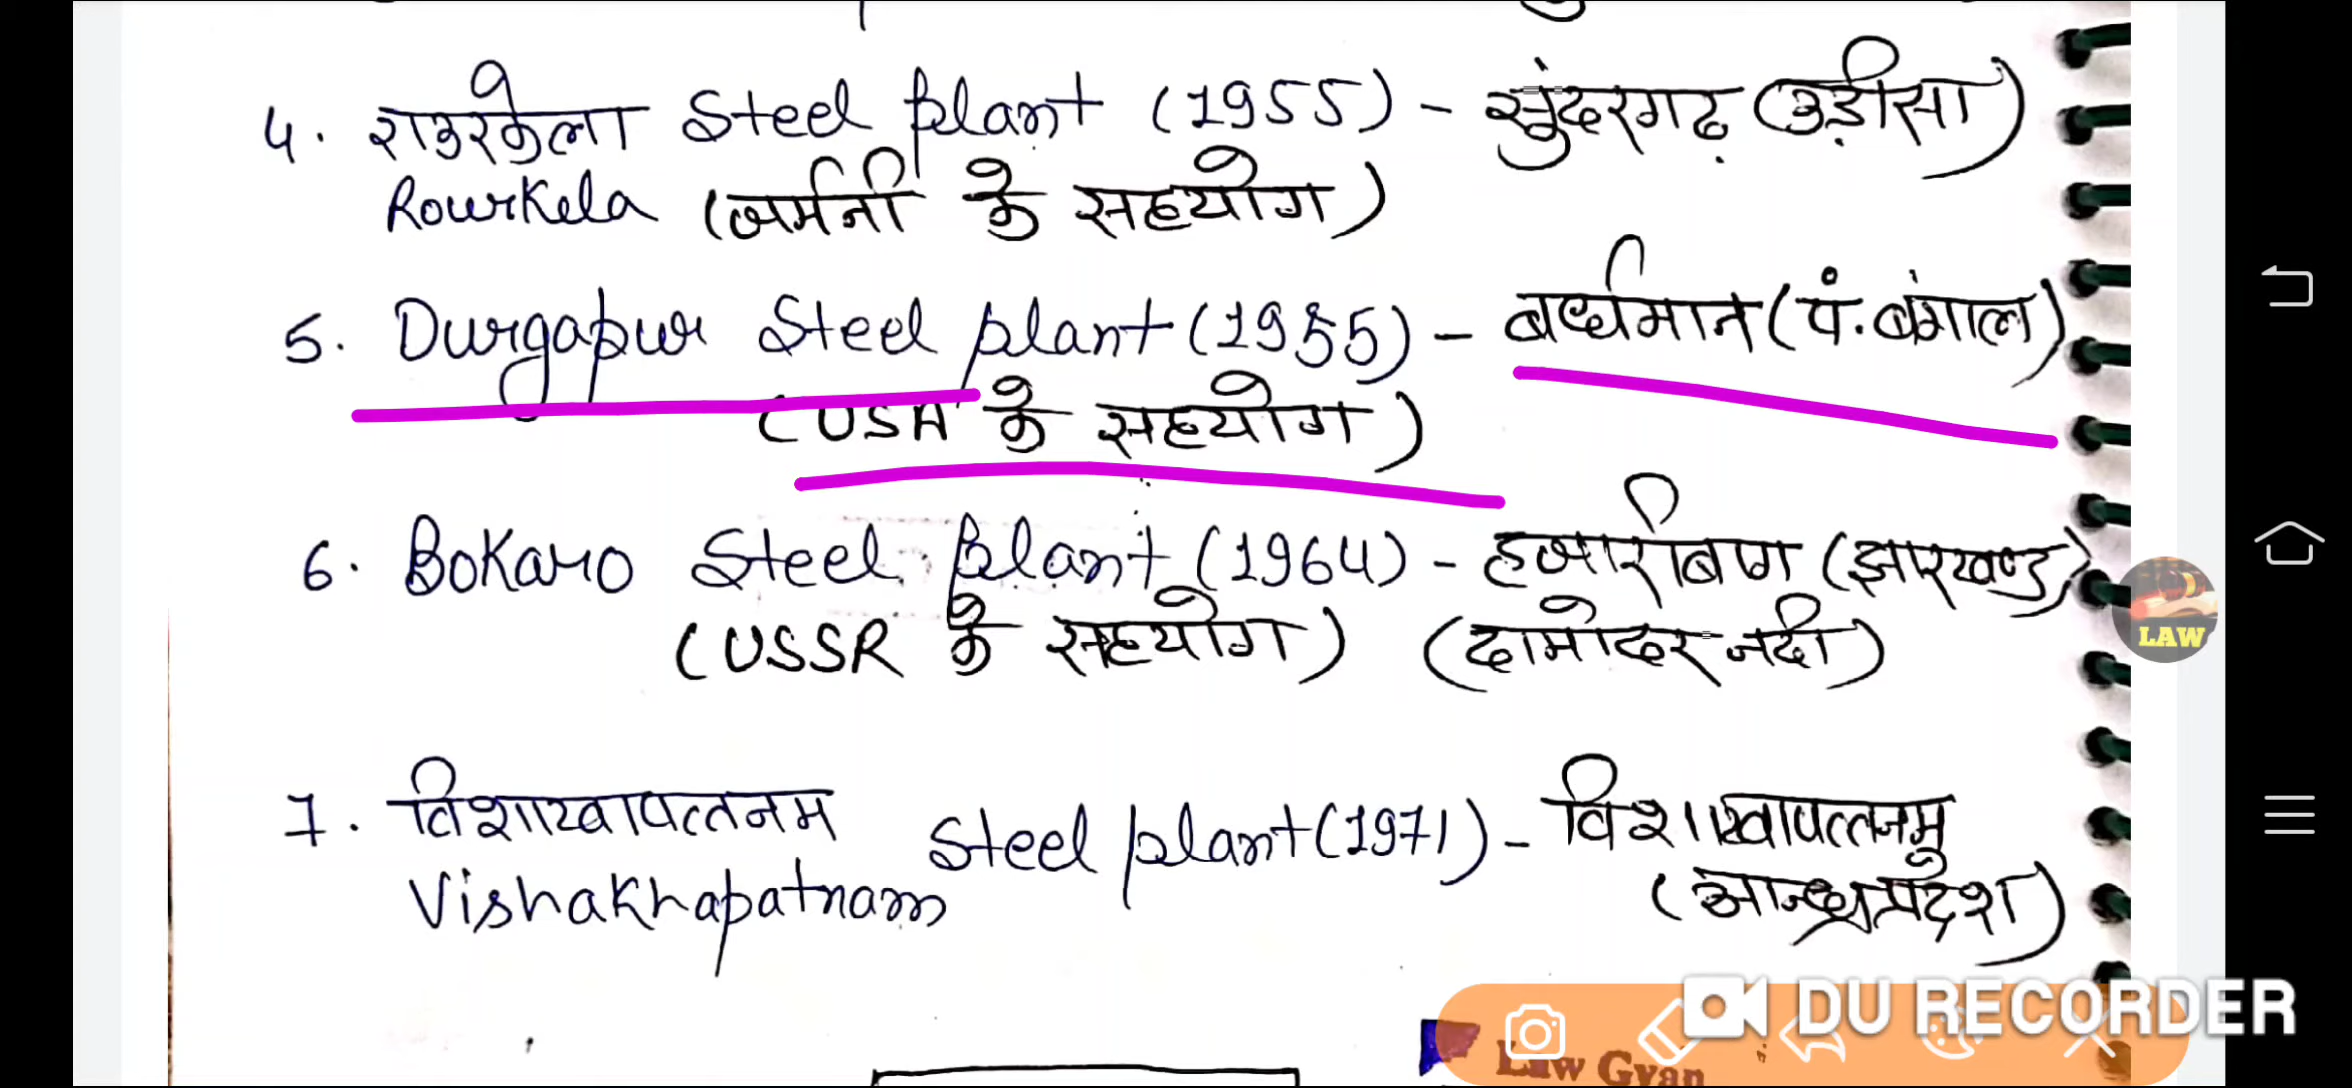 4. राउरकेला Steel plant (1955) - सुंदरगढ़ (उड़ीसा)
Rourkela (जर्मनी के सहयोग)
5. Durgapur Steel plant (1955) - बर्धमान (पं. बंगाल)
(USA के सहयोग)
6. Bokaro Steel plant (1964) - हजारीबाग (झारखण्ड)
(USSR के सहयोग) (दामोदर नदी)
LAW
7. विशाखापत्तनम Steel plant (1971) - विशाखापत्तनमु
Vishakhapatnam (आन्ध्रप्रदेश)
DU RECORDER
Law Gyan